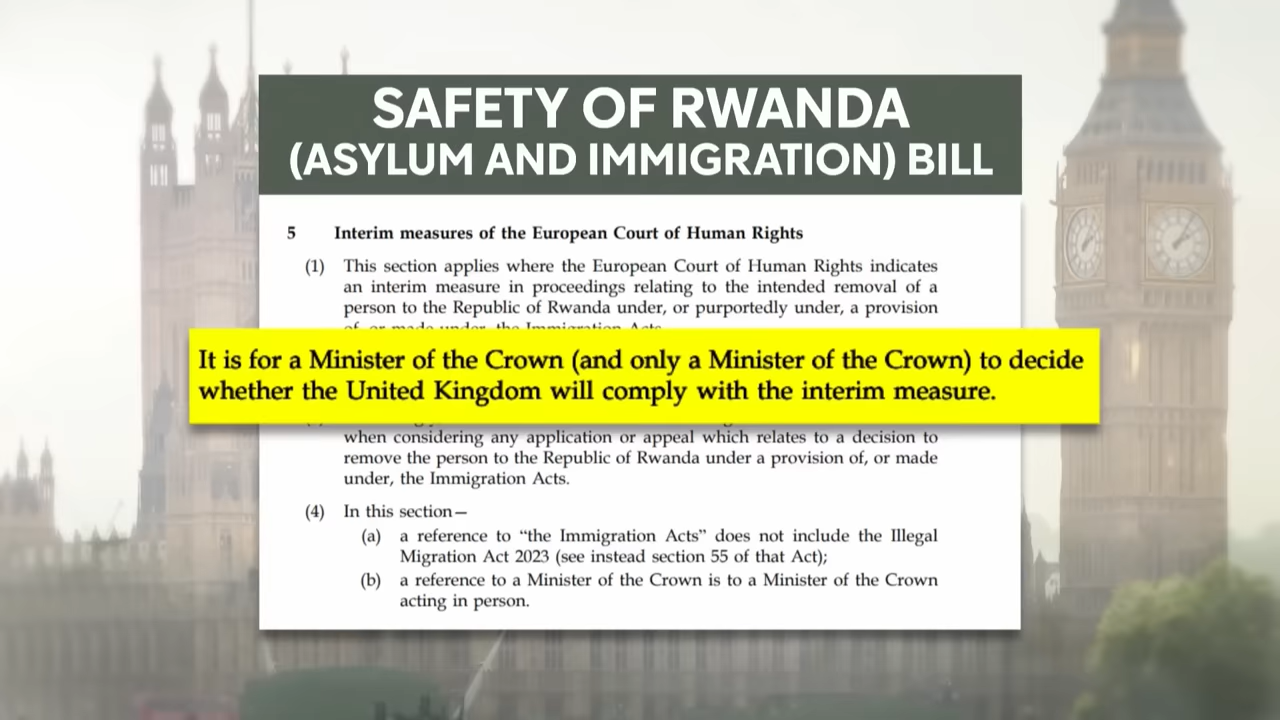 SAFETY OF RWANDA
(ASYLUM AND IMMIGRATION) BILL
5 Interim measures of the European Court of Human Rights
(1) This section applies where the European Court of Human Rights indicates
an interim measure in proceedings relating to the intended removal of a
person to the Republic of Rwanda under, or purportedly under, a provision
of, or made under, the Immigration Acts.
It is for a Minister of the Crown (and only a Minister of the Crown) to decide
whether the United Kingdom will comply with the interim measure.
when considering any application or appeal which relates to a decision to
remove the person to the Republic of Rwanda under a provision of, or made
under, the Immigration Acts.
(4) In this section—
(a) a reference to “the Immigration Acts” does not include the Illegal
Migration Act 2023 (see instead section 55 of that Act);
(b) a reference to a Minister of the Crown is to a Minister of the Crown
acting in person.